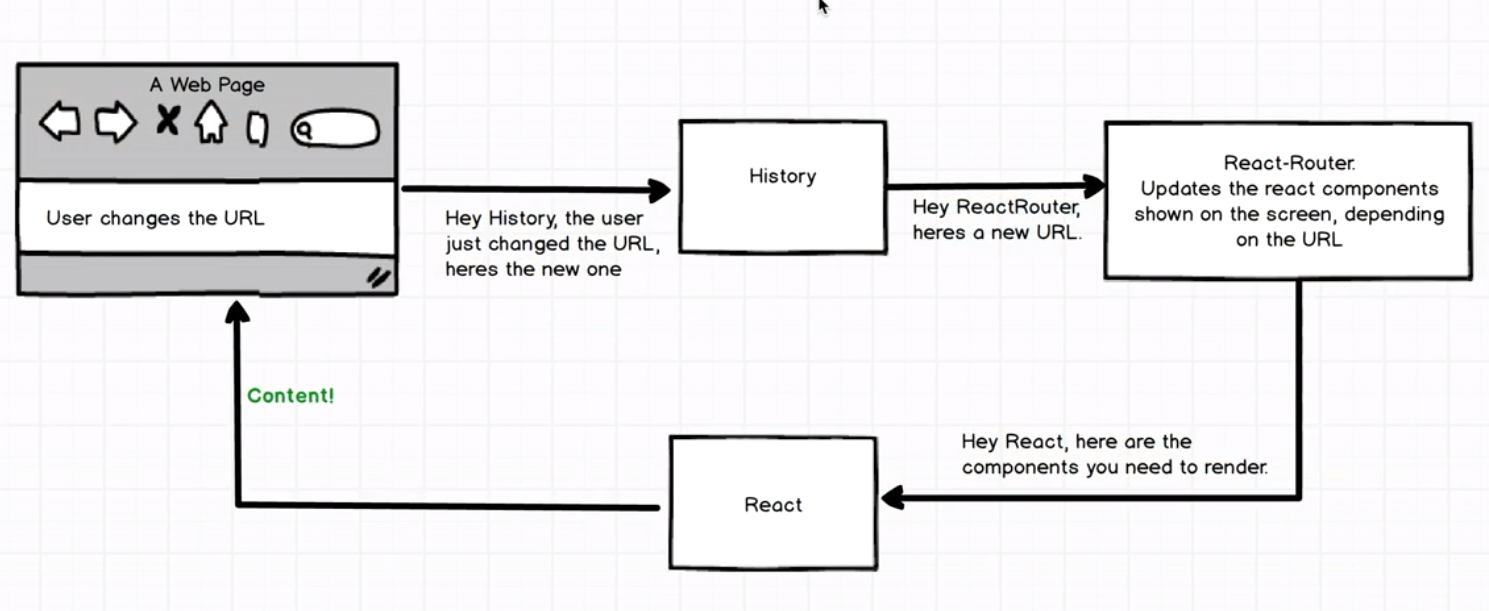 A Web Page
User changes the URL
Hey History, the user
just changed the URL,
heres the new one
History
Hey ReactRouter,
heres a new URL.
React-Router.
Updates the react components
shown on the screen, depending
on the URL
Content!
React
Hey React, here are the
components you need to render.